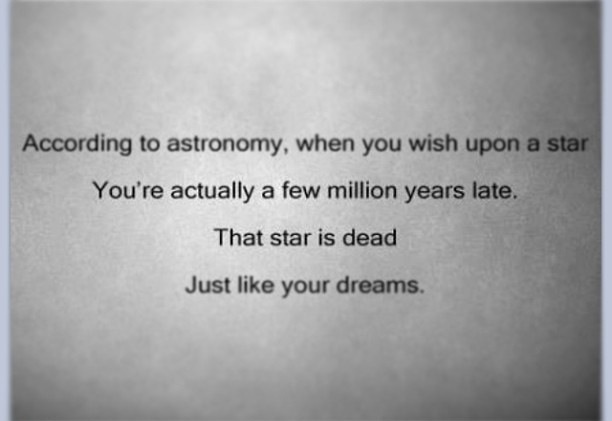 According to astronomy, when you wish upon a star
You're actually a few million years late.
That star is dead
Just like your dreams.